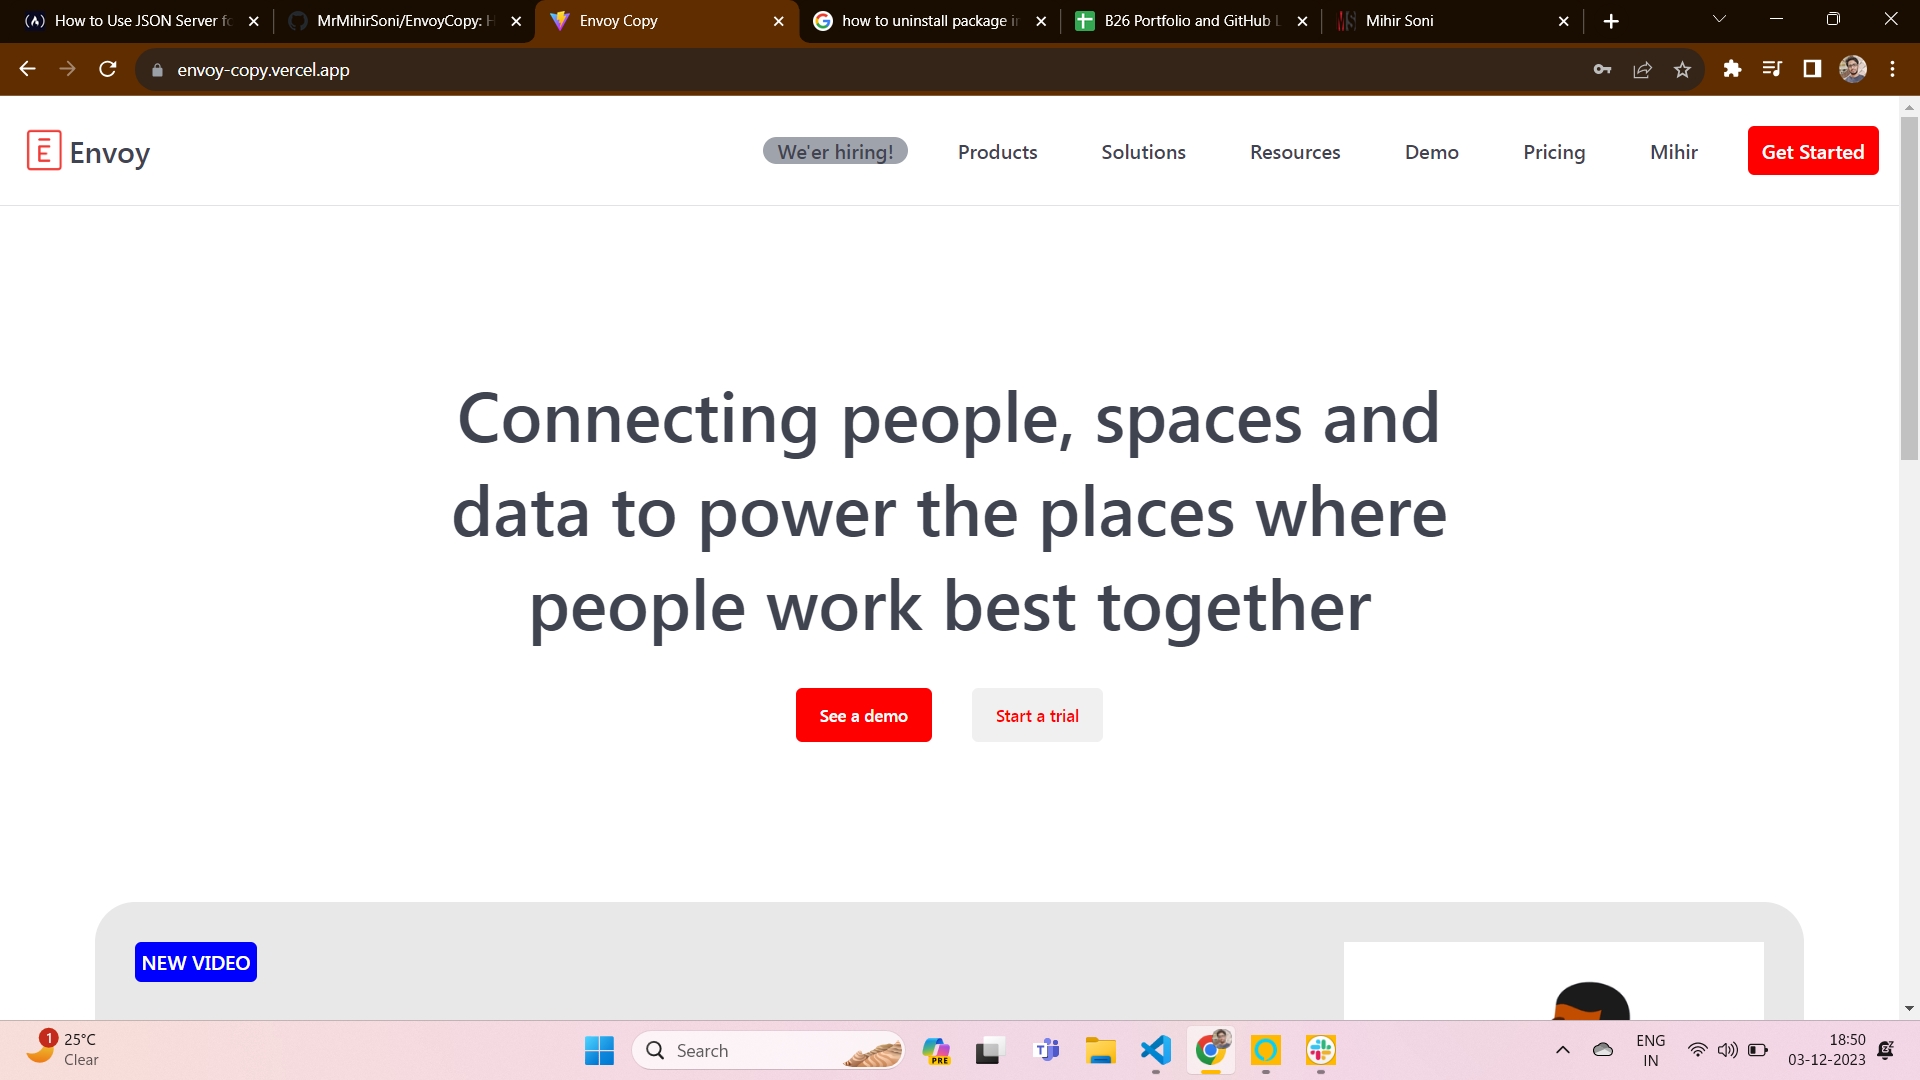 How to Use JSON Server fo
MrMihirSoni/EnvoyCopy: H
Envoy Copy
how to uninstall package in
B26 Portfolio and GitHub L
Mihir Soni
envoy-copy.vercel.app
Envoy
We'er hiring!
Products
Solutions
Resources
Demo
Pricing
Mihir
Get Started
Connecting people, spaces and
data to power the places where
people work best together
See a demo
Start a trial
NEW VIDEO
1
25°C
Clear
Search
PRE
ENG
IN
18:50
03-12-2023